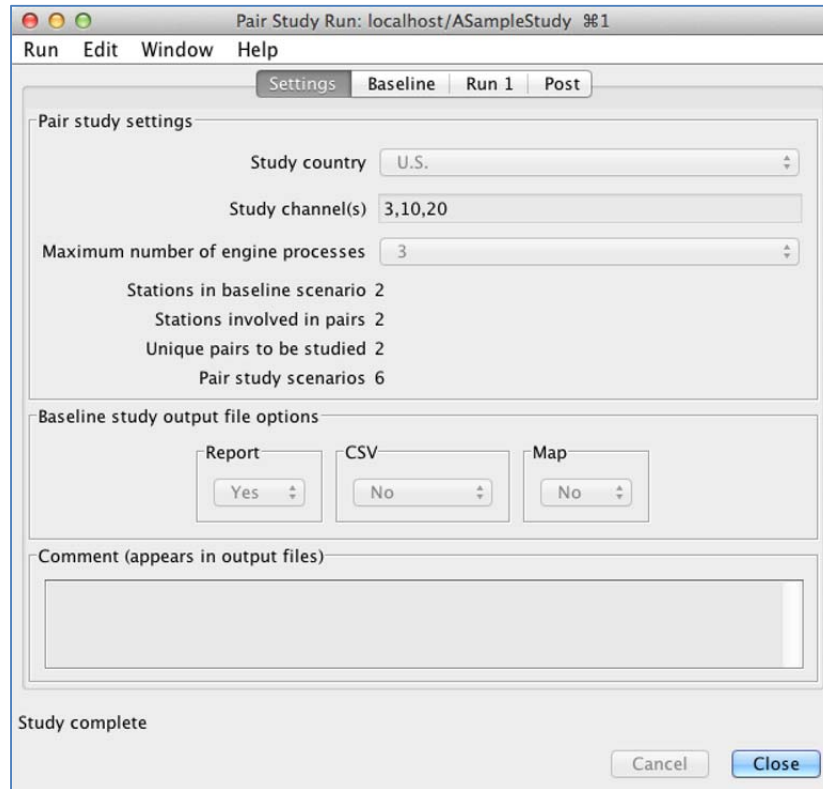 Pair Study Run: localhost/ASampleStudy ⌘1
Run Edit Window Help
Settings Baseline Run 1 Post
Pair study settings
Study country U.S.
Study channel(s) 3,10,20
Maximum number of engine processes 3
Stations in baseline scenario 2
Stations involved in pairs 2
Unique pairs to be studied 2
Pair study scenarios 6
Baseline study output file options
Report CSV Map
Yes No No
Comment (appears in output files)
Study complete
Cancel Close